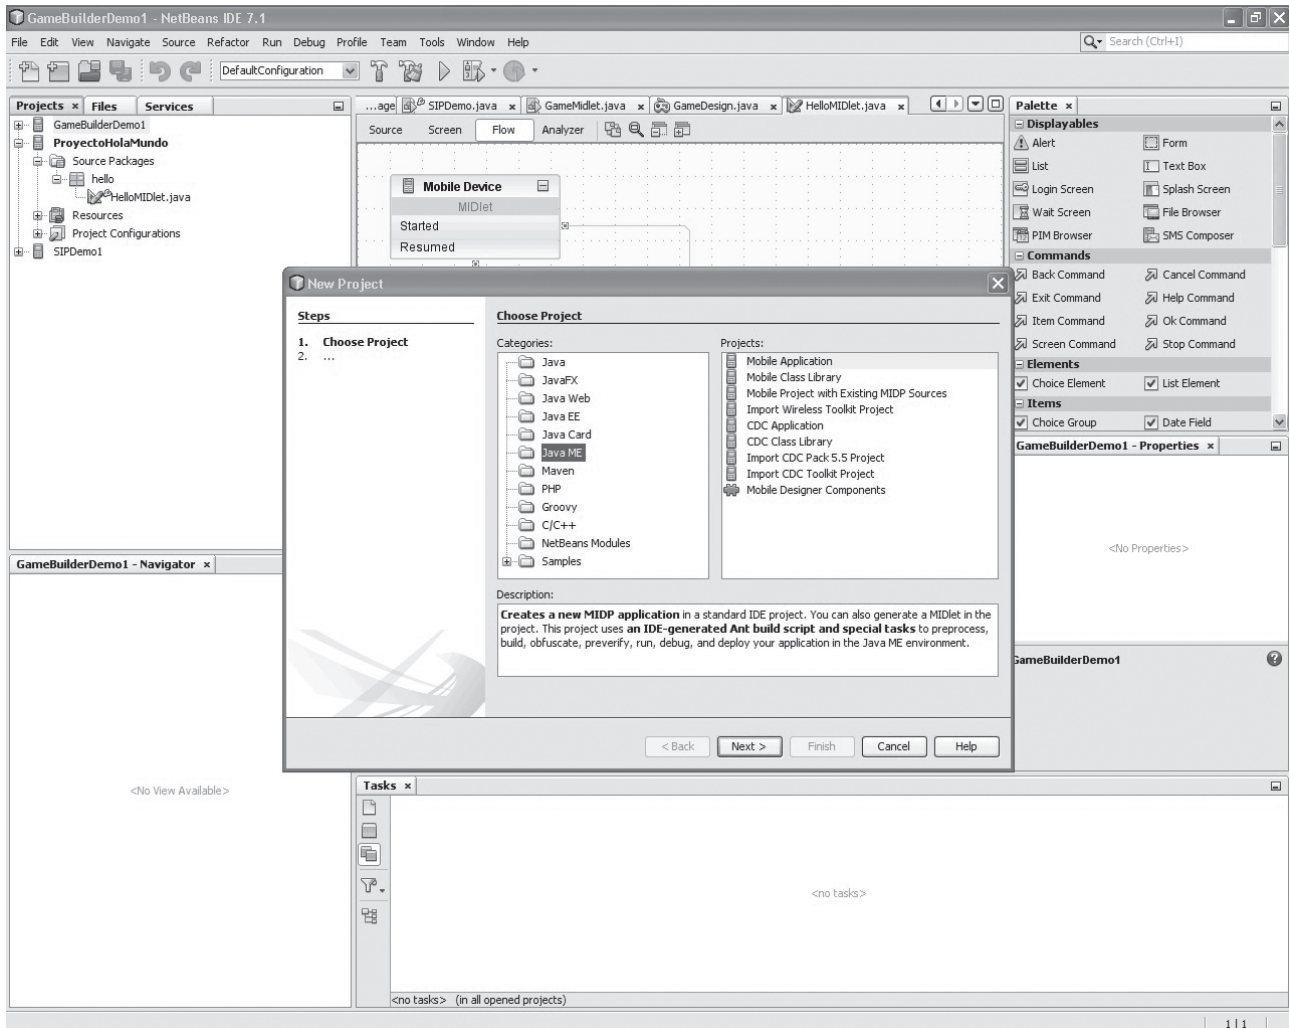 GameBuilderDemo1 - NetBeans IDE 7.1
File Edit View Navigate Source Refactor Run Debug Profile Team Tools Window Help
Search (Ctrl+I)
DefaultConfiguration
Projects Files Services
GameBuilderDemo1
ProyectoHolaMundo
Source Packages
hello
HelloMIDlet.java
Resources
Project Configurations
SIPDemo1
...age SIPDemo.java GameMidlet.java GameDesign.java HelloMIDlet.java
Source Screen Flow Analyzer
Mobile Device
MIDlet
Started
Resumed
Palette
Displayables
Alert Form
List Text Box
Login Screen Splash Screen
Wait Screen File Browser
PIM Browser SMS Composer
Commands
Back Command Cancel Command
Exit Command Help Command
Item Command Ok Command
Screen Command Stop Command
Elements
Choice Element List Element
Items
Choice Group Date Field
GameBuilderDemo1 - Properties
<No Properties>
GameBuilderDemo1
New Project
Steps
1. Choose Project
2. ...
Choose Project
Categories:
Java
JavaFX
Java Web
Java EE
Java Card
Java ME
Maven
PHP
Groovy
C/C++
NetBeans Modules
Samples
Projects:
Mobile Application
Mobile Class Library
Mobile Project with Existing MIDP Sources
Import Wireless Toolkit Project
CDC Application
CDC Class Library
Import CDC Pack 5.5 Project
Import CDC Toolkit Project
Mobile Designer Components
Description:
Creates a new MIDP application in a standard IDE project. You can also generate a MIDlet in the
project. This project uses an IDE-generated Ant build script and special tasks to preprocess,
build, obfuscate, preverify, run, debug, and deploy your application in the Java ME environment.
< Back Next > Finish Cancel Help
GameBuilderDemo1 - Navigator
<No View Available>
Tasks
<no tasks>
<no tasks> (in all opened projects)
1|1